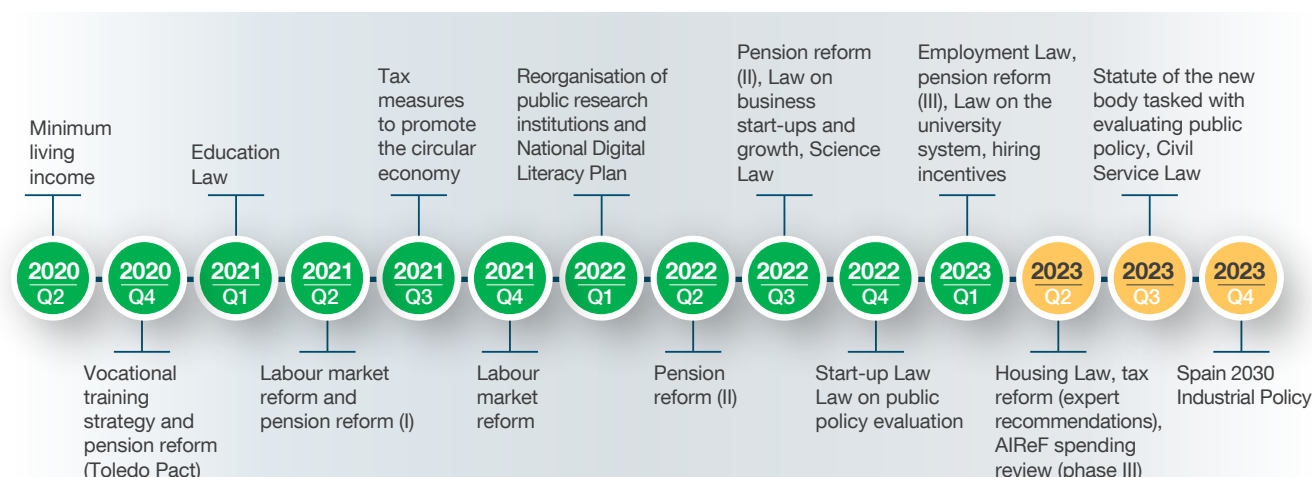 Minimum
living
income
2020
Q2
Vocational
training
strategy and
pension reform
(Toledo Pact)
2020
Q4
Education
Law
2021
Q1
Labour market
reform and
pension reform (I)
2021
Q2
Tax
measures
to promote
the circular
economy
2021
Q3
Labour
market
reform
2021
Q4
Reorganisation of
public research
institutions and
National Digital
Literacy Plan
2022
Q1
Pension
reform (II)
2022
Q2
Pension reform
(II), Law on
business
start-ups and
growth, Science
Law
2022
Q3
Start-up Law
Law on public
policy evaluation
2022
Q4
Employment Law,
pension reform
(III), Law on the
university
system, hiring
incentives
2023
Q1
Housing Law, tax
reform (expert
recommendations),
AIReF spending
review (phase III)
2023
Q2
Statute of the new
body tasked with
evaluating public
policy, Civil
Service Law
2023
Q3
Spain 2030
Industrial Policy
2023
Q4